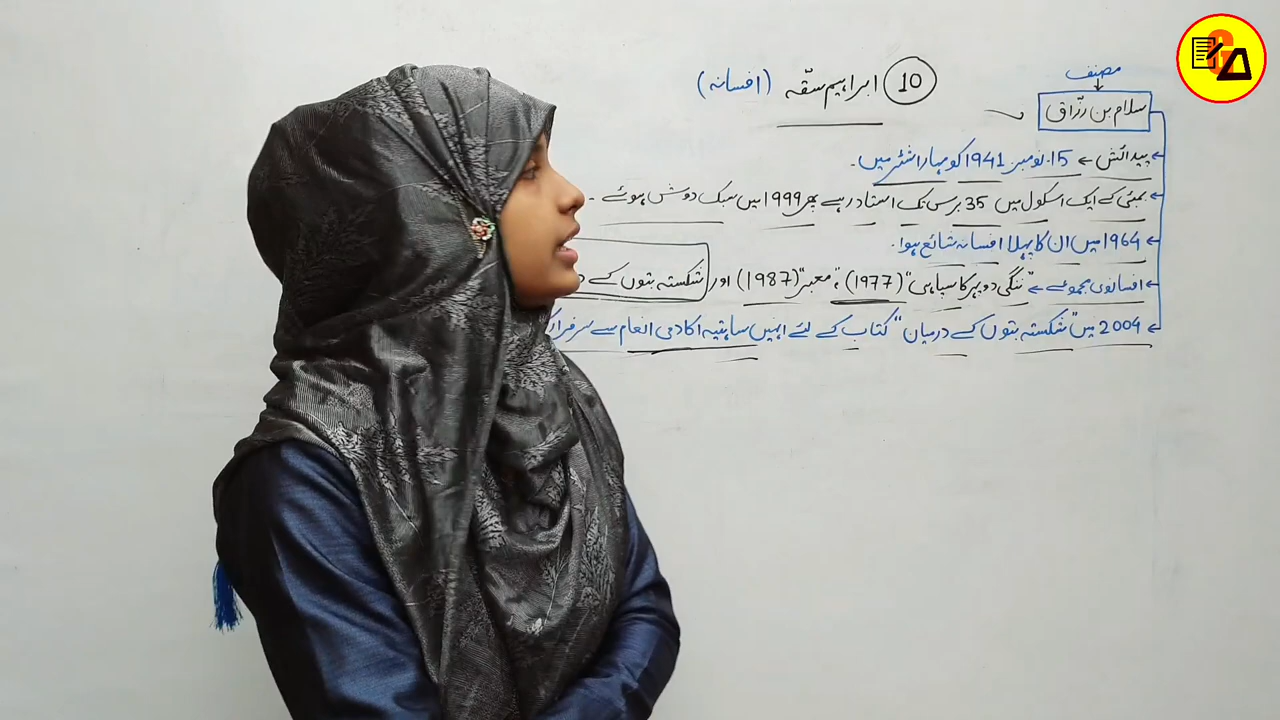 مصنف
سلام بن رزّاق
10 ابراہیم سقّہ (افسانہ)
پیدائش ← 15.نومبر 1941 کو مہاراشٹر میں۔
بمبئی کے ایک اسکول میں 35 برس تک استاد رہے پھر 1999 میں سبک دوش ہوئے ۔
1964 میں ان کا پہلا افسانہ شائع ہوا۔
افسانوی مجموعے ← "ننگی دوپہر کا سپاہی" (1977)، "معبر" (1987) اور شکستہ بتوں کے
2004 میں "شکستہ بتوں کے درمیان" کتاب کے لئے انہیں ساہتیہ اکادمی انعام سے